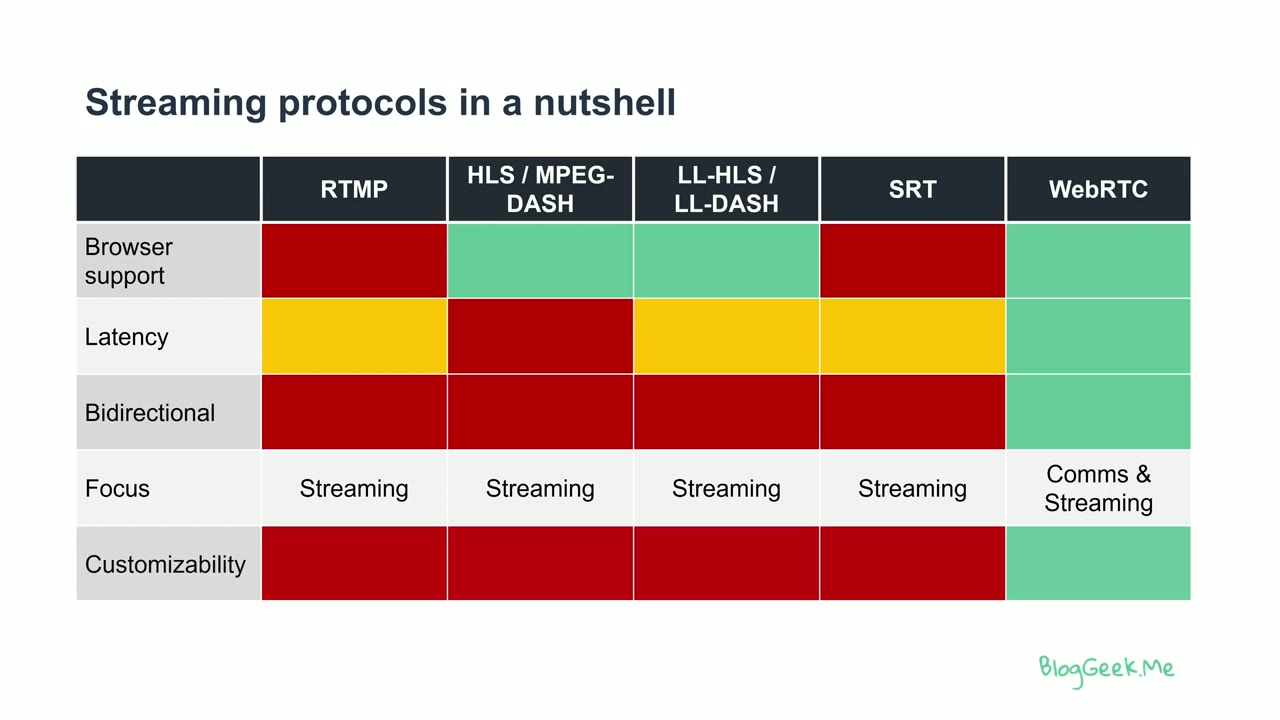 Streaming protocols in a nutshell
RTMP
HLS / MPEG-
DASH
LL-HLS /
LL-DASH
SRT
WebRTC
Browser
support
Latency
Bidirectional
Focus
Streaming
Streaming
Streaming
Streaming
Comms &
Streaming
Customizability
BlogGeek.Me